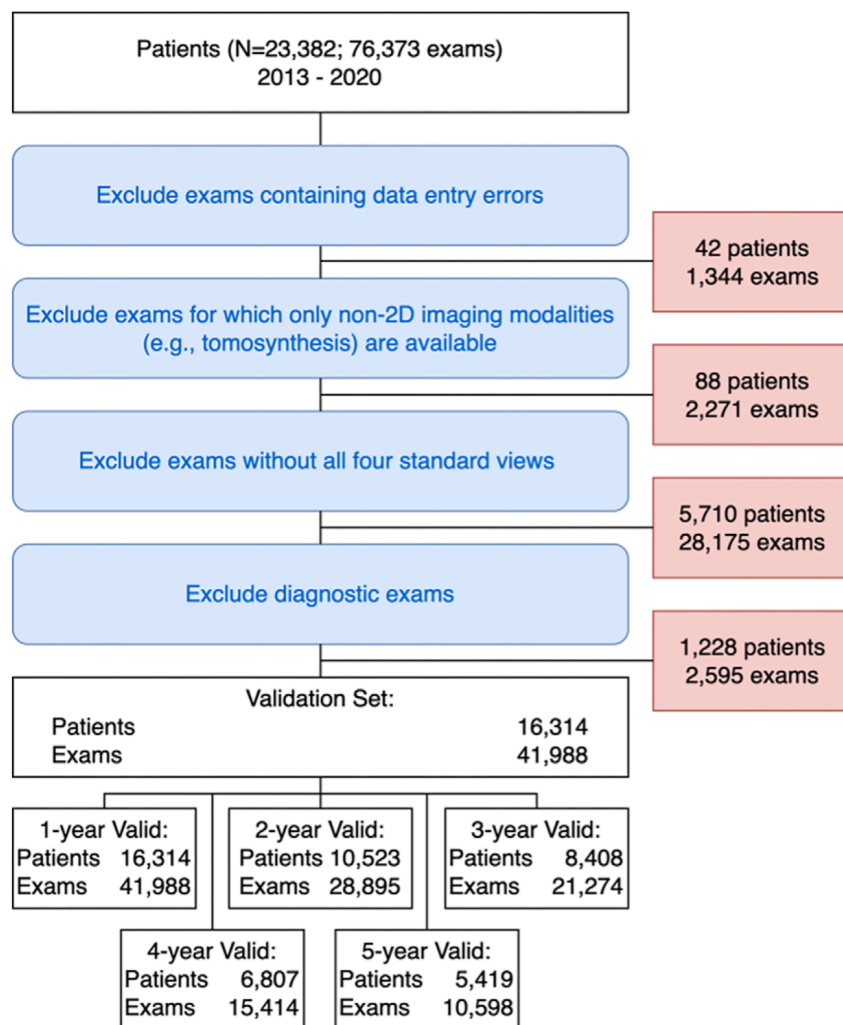 Patients (N=23,382; 76,373 exams)
2013 - 2020
Exclude exams containing data entry errors
42 patients
1,344 exams
Exclude exams for which only non-2D imaging modalities
(e.g., tomosynthesis) are available
88 patients
2,271 exams
Exclude exams without all four standard views
5,710 patients
28,175 exams
Exclude diagnostic exams
1,228 patients
2,595 exams
Validation Set:
Patients 16,314
Exams 41,988
1-year Valid:
Patients 16,314
Exams 41,988
2-year Valid:
Patients 10,523
Exams 28,895
3-year Valid:
Patients 8,408
Exams 21,274
4-year Valid:
Patients 6,807
Exams 15,414
5-year Valid:
Patients 5,419
Exams 10,598